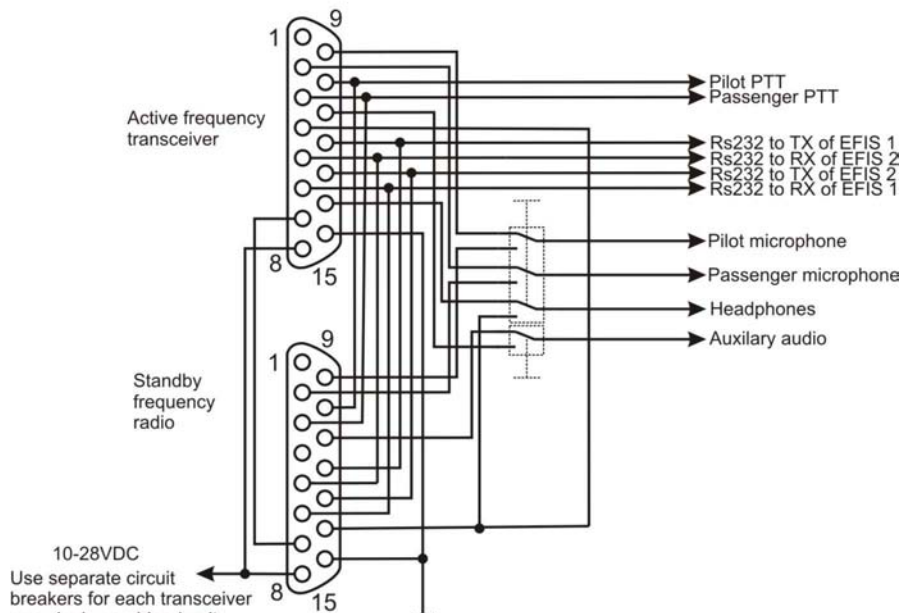 9
1
Active frequency
transceiver
8
15
Pilot PTT
Passenger PTT
Rs232 to TX of EFIS 1
Rs232 to RX of EFIS 2
Rs232 to TX of EFIS 2
Rs232 to RX of EFIS 1
Pilot microphone
Passenger microphone
Headphones
Auxilary audio
9
1
Standby
frequency
radio
8
15
10-28VDC
Use separate circuit
breakers for each transceiver